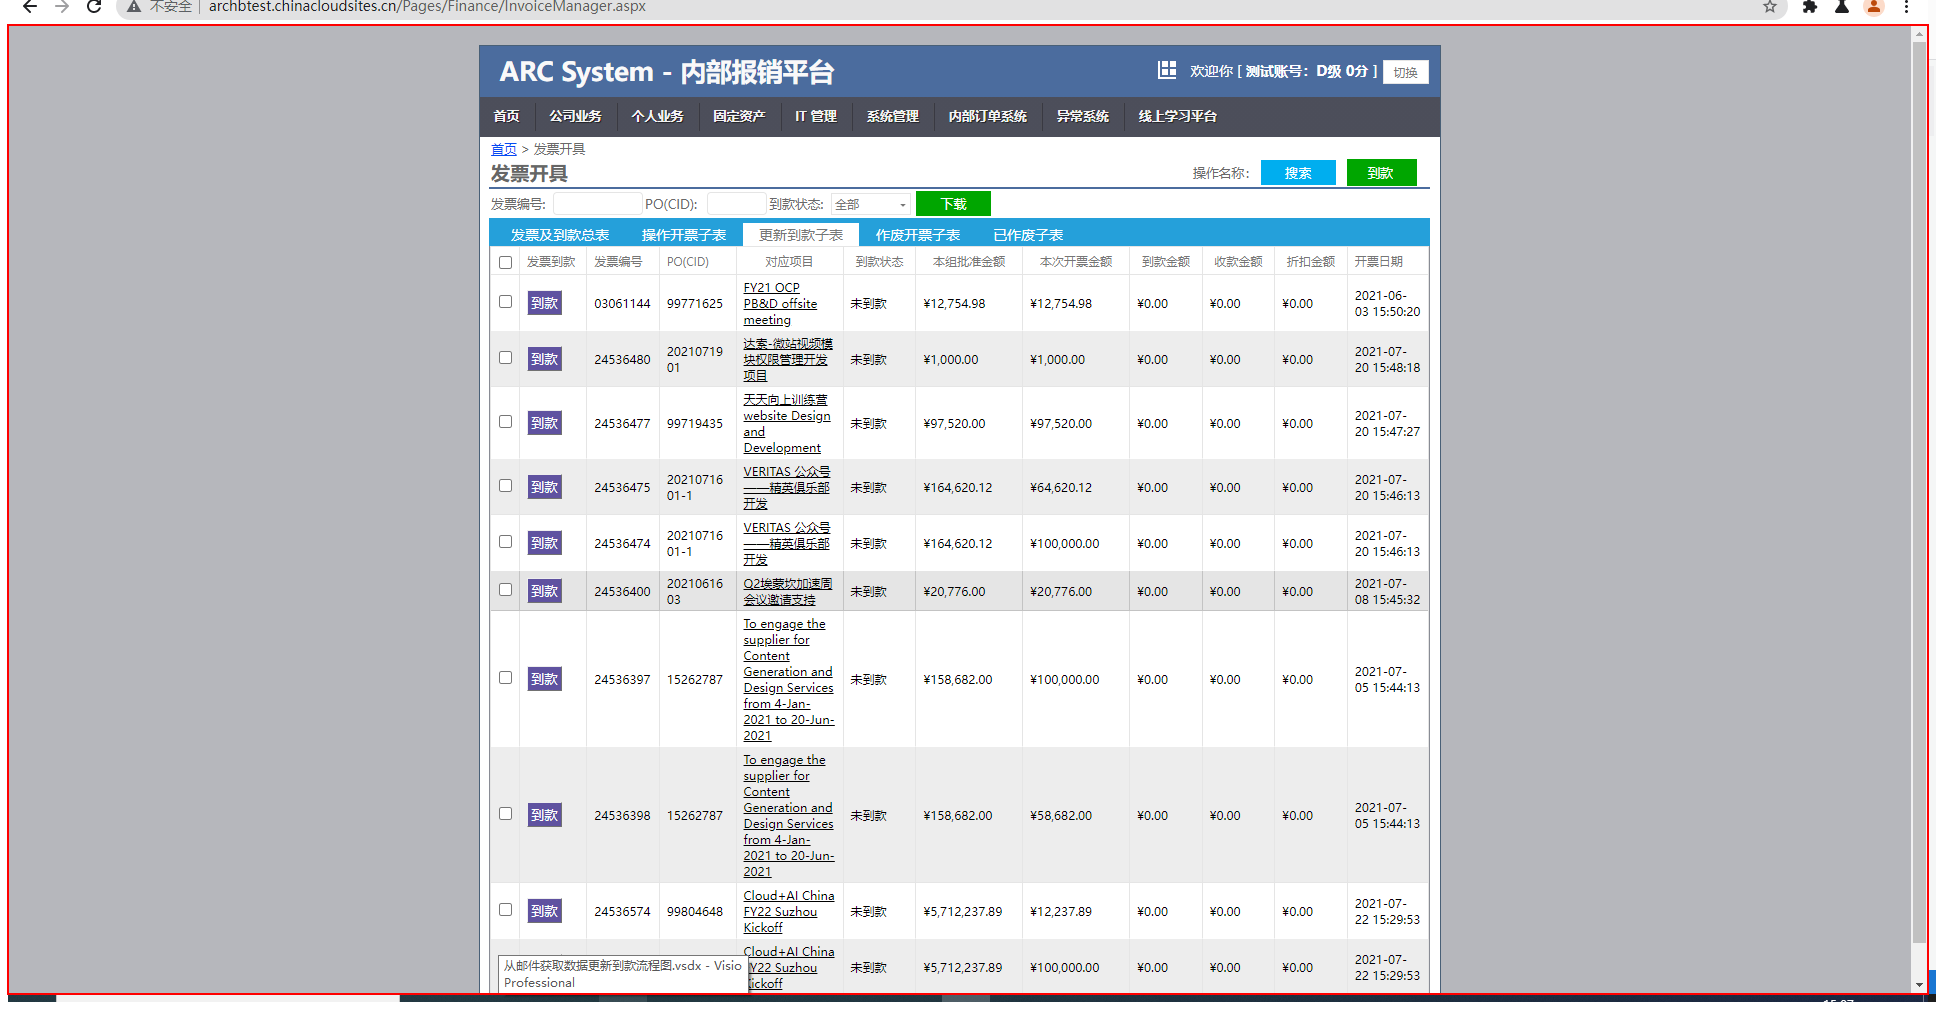 不安全 archbtest.chinacloudsites.cn/Pages/Finance/InvoiceManager.aspx
ARC System - 内部报销平台
欢迎你 [ 测试账号：D级 0分 ] 切换
首页 公司业务 个人业务 固定资产 IT 管理 系统管理 内部订单系统 异常系统 线上学习平台
首页 > 发票开具
发票开具
操作名称： 搜索 到款
发票编号: PO(CID): 到款状态: 全部 下载
发票及到款总表 操作开票子表 更新到款子表 作废开票子表 已作废子表
发票到款 发票编号 PO(CID) 对应项目 到款状态 本组批准金额 本次开票金额 到款金额 收款金额 折扣金额 开票日期
到款 03061144 99771625 FY21 OCP PB&D offsite meeting 未到款 ¥12,754.98 ¥12,754.98 ¥0.00 ¥0.00 ¥0.00 2021-06-03 15:50:20
到款 24536480 2021071901 达索-微站视频模块权限管理开发项目 未到款 ¥1,000.00 ¥1,000.00 ¥0.00 ¥0.00 ¥0.00 2021-07-20 15:48:18
到款 24536477 99719435 天天向上训练营 website Design and Development 未到款 ¥97,520.00 ¥97,520.00 ¥0.00 ¥0.00 ¥0.00 2021-07-20 15:47:27
到款 24536475 2021071601-1 VERITAS 公众号——精英俱乐部开发 未到款 ¥164,620.12 ¥64,620.12 ¥0.00 ¥0.00 ¥0.00 2021-07-20 15:46:13
到款 24536474 2021071601-1 VERITAS 公众号——精英俱乐部开发 未到款 ¥164,620.12 ¥100,000.00 ¥0.00 ¥0.00 ¥0.00 2021-07-20 15:46:13
到款 24536400 2021061603 Q2埃蒙坎加速周会议邀请支持 未到款 ¥20,776.00 ¥20,776.00 ¥0.00 ¥0.00 ¥0.00 2021-07-08 15:45:32
到款 24536397 15262787 To engage the supplier for Content Generation and Design Services from 4-Jan-2021 to 20-Jun-2021 未到款 ¥158,682.00 ¥100,000.00 ¥0.00 ¥0.00 ¥0.00 2021-07-05 15:44:13
到款 24536398 15262787 To engage the supplier for Content Generation and Design Services from 4-Jan-2021 to 20-Jun-2021 未到款 ¥158,682.00 ¥58,682.00 ¥0.00 ¥0.00 ¥0.00 2021-07-05 15:44:13
到款 24536574 99804648 Cloud+AI China FY22 Suzhou Kickoff 未到款 ¥5,712,237.89 ¥12,237.89 ¥0.00 ¥0.00 ¥0.00 2021-07-22 15:29:53
Cloud+AI China Y22 Suzhou ickoff 未到款 ¥5,712,237.89 ¥100,000.00 ¥0.00 ¥0.00 ¥0.00 2021-07-22 15:29:53
从邮件获取数据更新到款流程图.vsdx - Visio
Professional